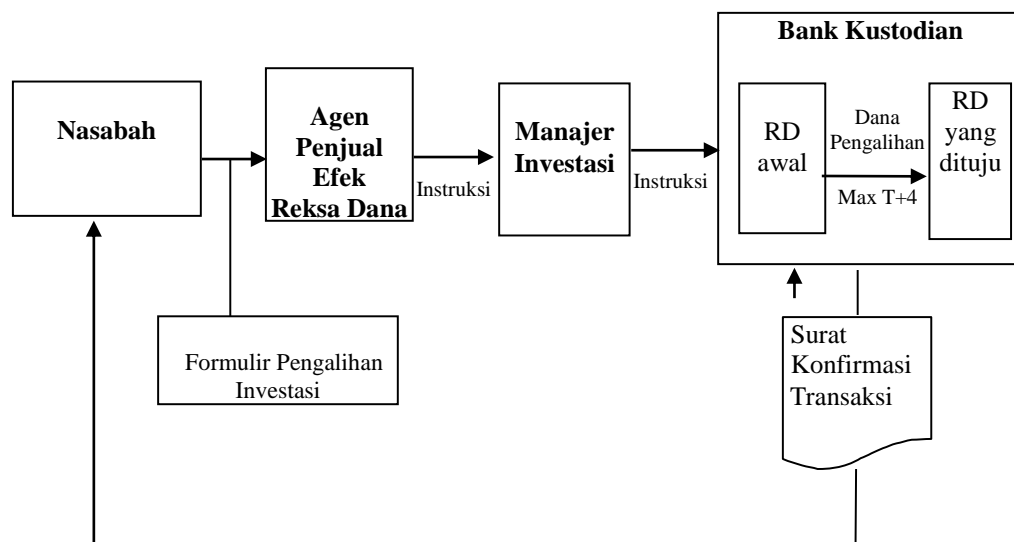 Bank Kustodian
Nasabah
Agen
Penjual
Efek
Reksa Dana
Instruksi
Manajer
Investasi
Instruksi
RD
awal
Dana
Pengalihan
Max T+4
RD
yang
dituju
Formulir Pengalihan
Investasi
Surat
Konfirmasi
Transaksi